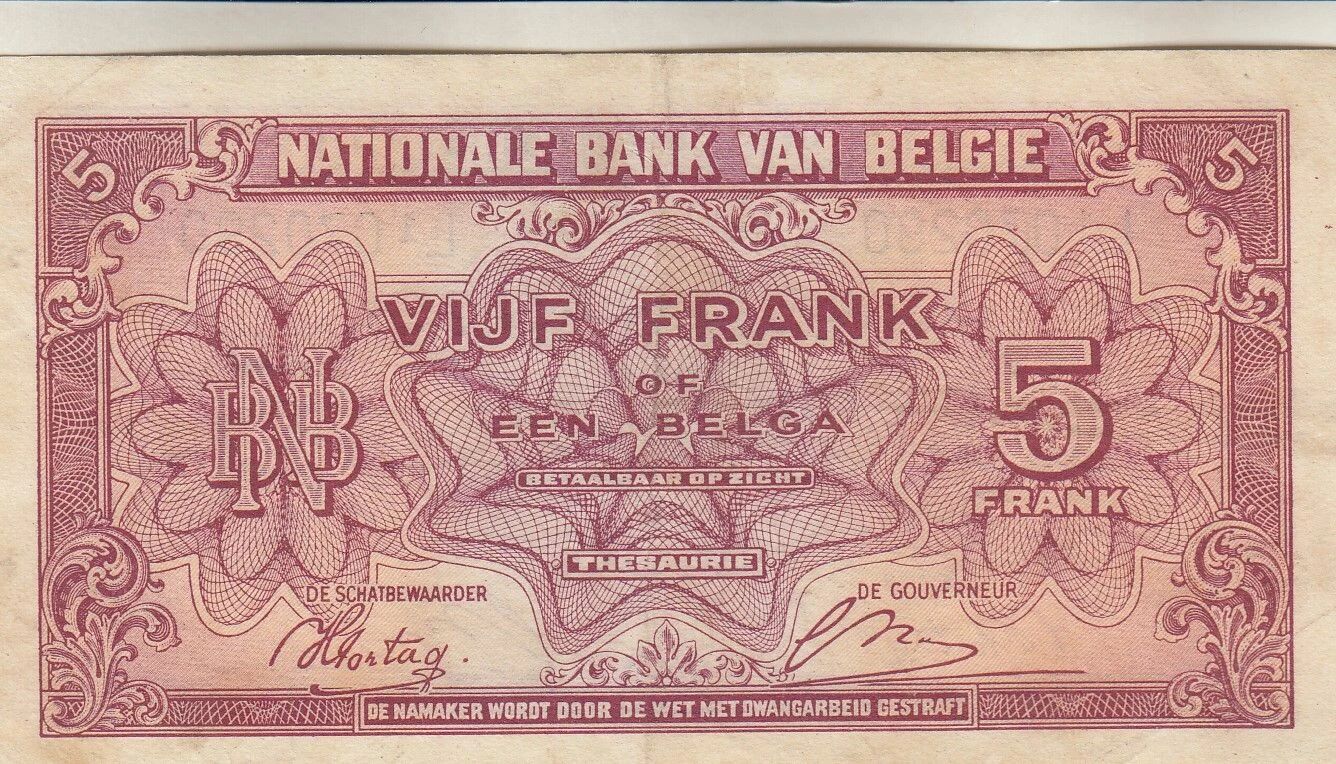 5 NATIONALE BANK VAN BELGIE 5
VIJF FRANK
OF
EEN BELGA
BNB
5
FRANK
BETAALBAAR OP ZICHT
THESAURIE
DE SCHATBEWAARDER
DE GOUVERNEUR
DE NAMAKER WORDT DOOR DE WET MET DWANGARBEID GESTRAFT